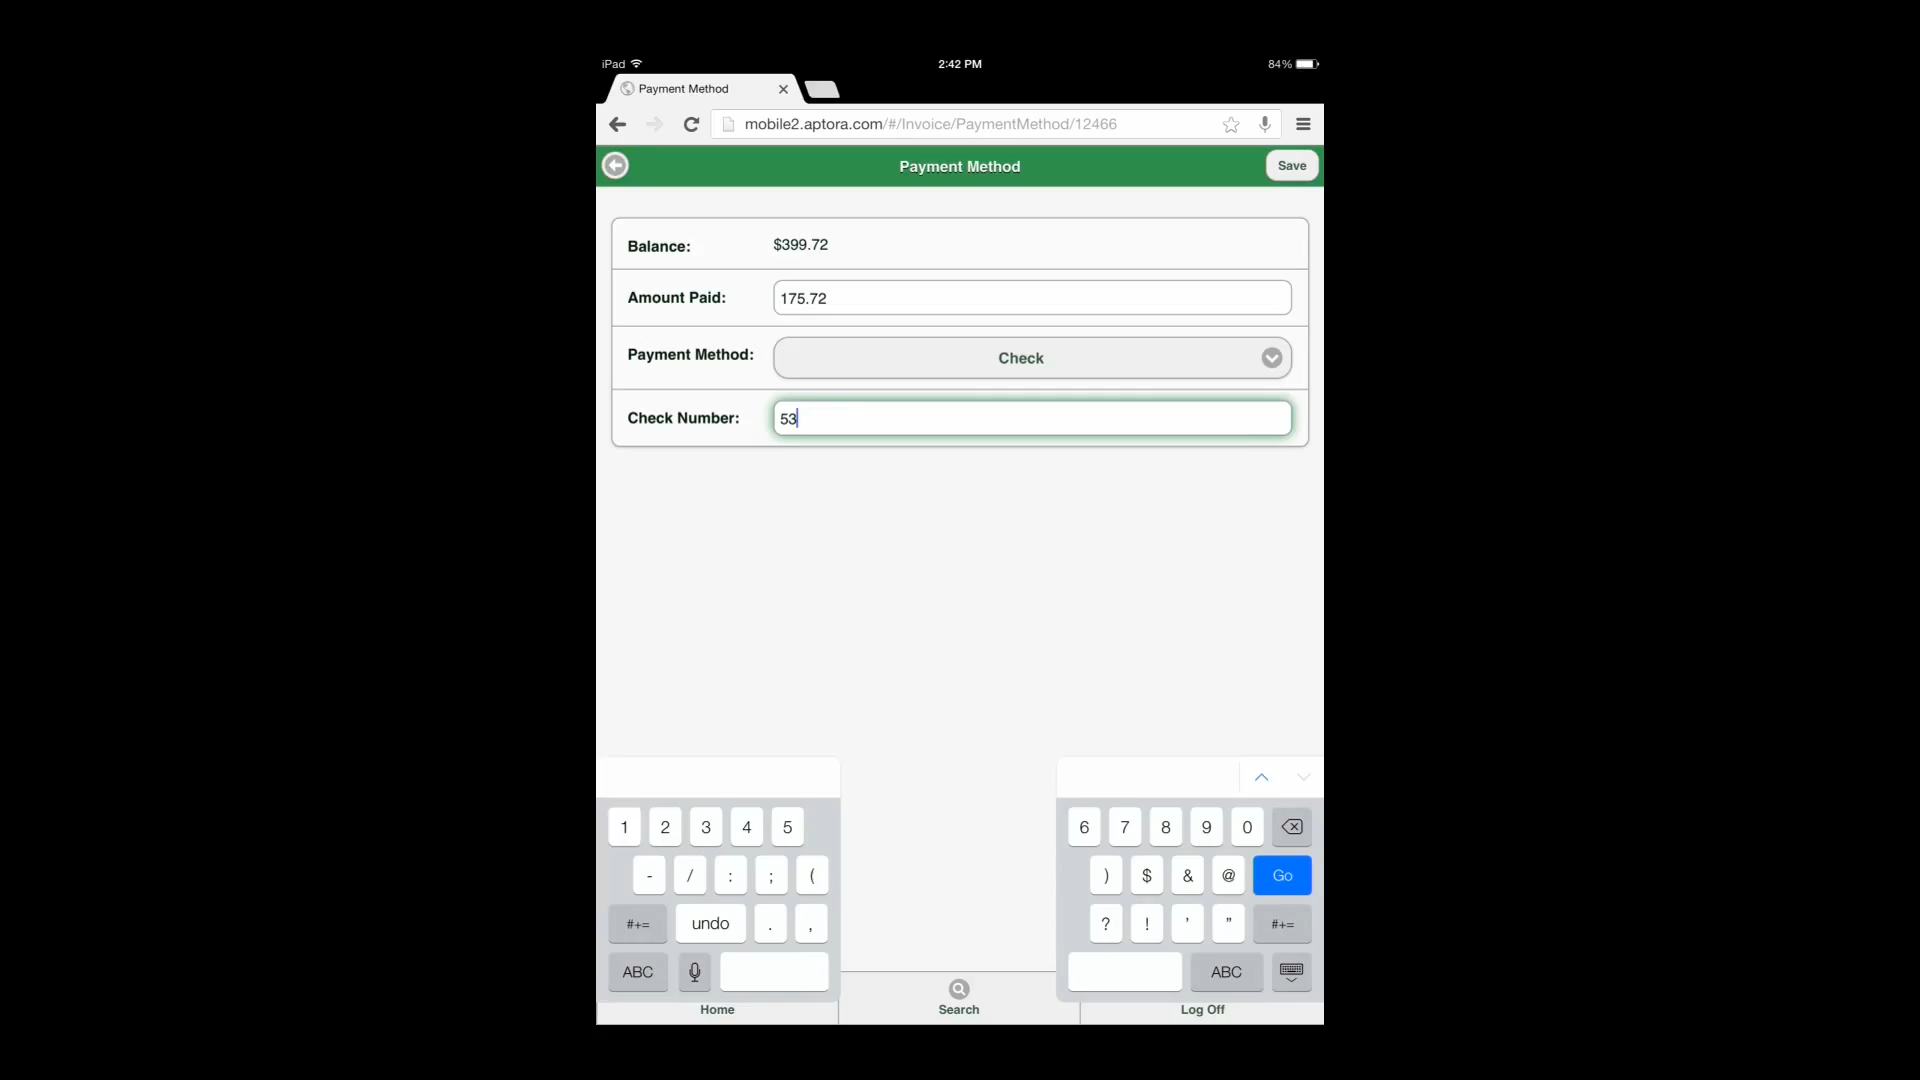 iPad 2:42 PM 84%
Payment Method
mobile2.aptora.com/#/Invoice/PaymentMethod/12466
Payment Method Save
Balance: $399.72
Amount Paid: 175.72
Payment Method: Check
Check Number: 53
1 2 3 4 5 6 7 8 9 0
- / : ; ( ) $ & @ Go
#+= undo . , ? ! ' " #+=
ABC ABC
Home Search Log Off